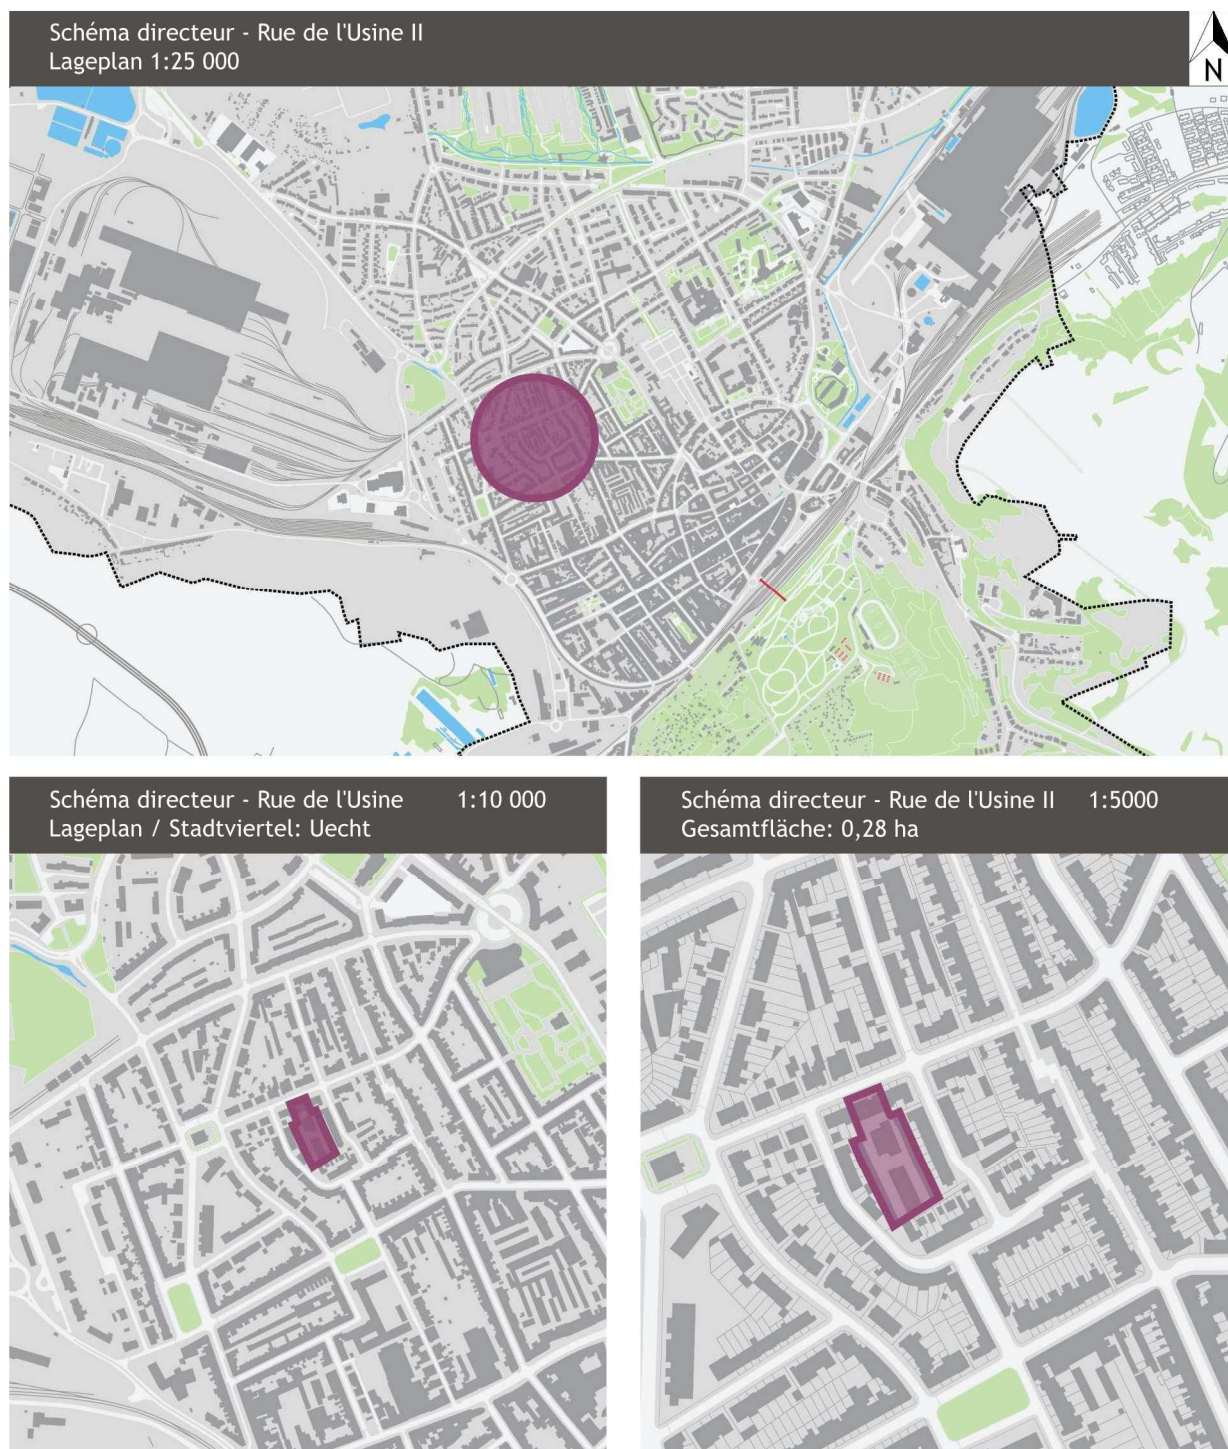 Schéma directeur - Rue de l'Usine II
Lageplan 1:25 000
N
Schéma directeur - Rue de l'Usine 1:10 000
Lageplan / Stadtviertel: Uecht
Schéma directeur - Rue de l'Usine II 1:5000
Gesamtfläche: 0,28 ha